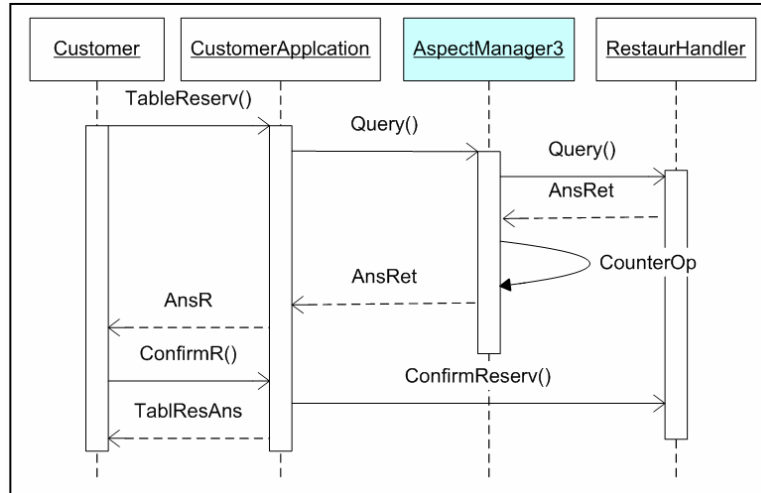 Customer
CustomerApplcation
AspectManager3
RestaurHandler
TableReserv()
Query()
Query()
AnsRet
CounterOp
AnsRet
AnsR
ConfirmR()
ConfirmReserv()
TablResAns